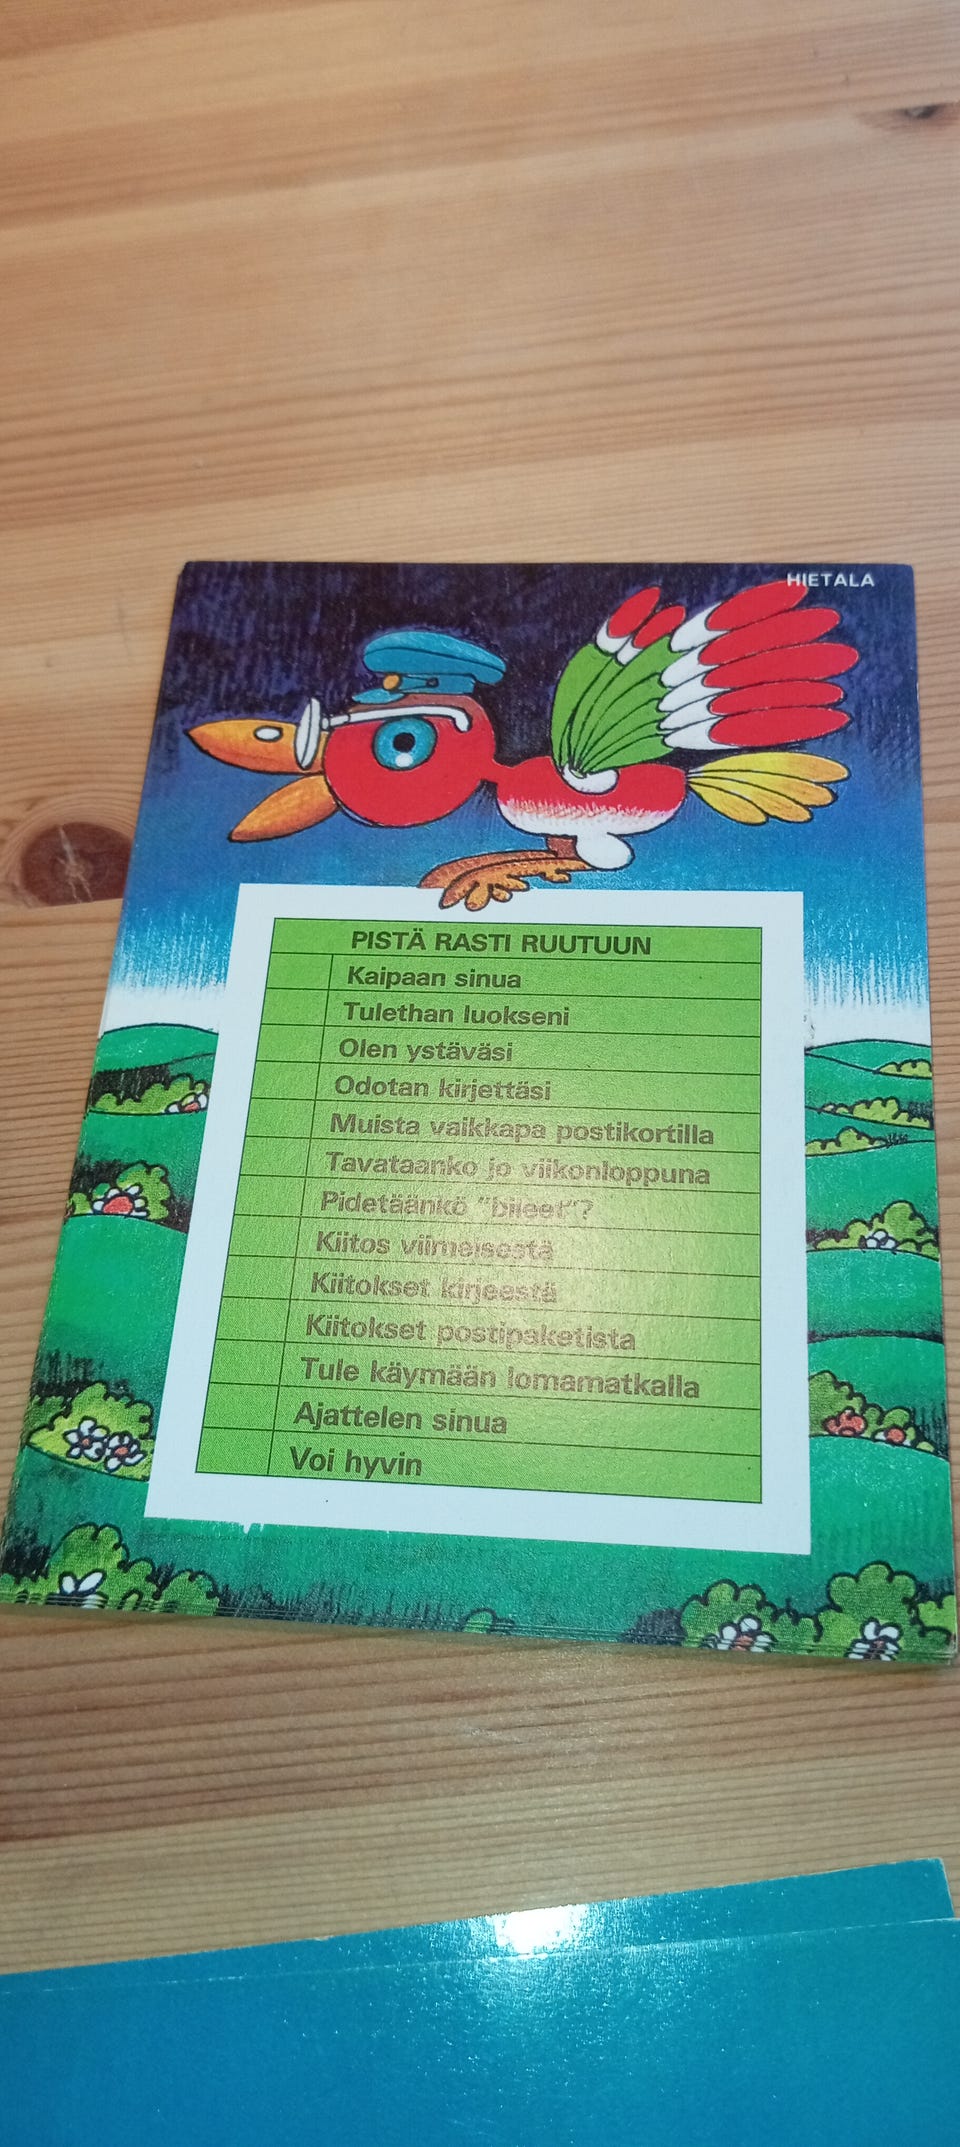 HIETALA
PISTÄ RASTI RUUTUUN
Kaipaan sinua
Tulethan luokseni
Olen ystäväsi
Odotan kirjettäsi
Muista vaikkapa postikortilla
Tavataanko jo viikonloppuna
Pidetäänkö "bileet"?
Kiitos viimeisestä
Kiitokset kirjeestä
Kiitokset postipaketista
Tule käymään lomamatkalla
Ajattelen sinua
Voi hyvin